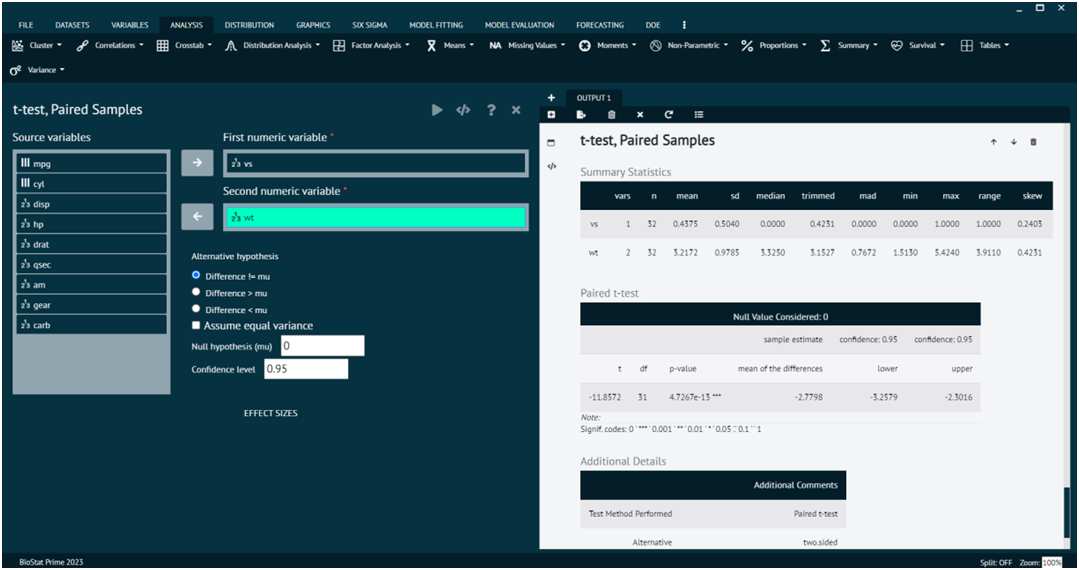 FILE DATASETS VARIABLES ANALYSIS DISTRIBUTION GRAPHICS SIX SIGMA MODEL FITTING MODEL EVALUATION FORECASTING DOE
Cluster Correlations Crosstab Distribution Analysis Factor Analysis Means NA Missing Values Moments Non-Parametric Proportions Summary Survival Tables
σ² Variance
t-test, Paired Samples
Source variables
mpg
cyl
disp
hp
drat
qsec
am
gear
carb
First numeric variable *
vs
Second numeric variable *
wt
Alternative hypothesis
Difference != mu
Difference > mu
Difference < mu
Assume equal variance
Null hypothesis (mu) 0
Confidence level 0.95
EFFECT SIZES
OUTPUT 1
t-test, Paired Samples
Summary Statistics
vars n mean sd median trimmed mad min max range skew
vs 1 32 0.4375 0.5040 0.0000 0.4231 0.0000 0.0000 1.0000 1.0000 0.2403
wt 2 32 3.2172 0.9785 3.3250 3.1527 0.7672 1.5130 5.4240 3.9110 0.4231
Paired t-test
Null Value Considered: 0
sample estimate confidence: 0.95 confidence: 0.95
t df p-value mean of the differences lower upper
-11.8572 31 4.7267e-13 *** -2.7798 -3.2579 -2.3016
Note:
Signif. codes: 0 '***' 0.001 '**' 0.01 '*' 0.05 '.' 0.1 ' ' 1
Additional Details
Additional Comments
Test Method Performed Paired t-test
Alternative two.sided
BioStat Prime 2023
Split: OFF Zoom: 100%